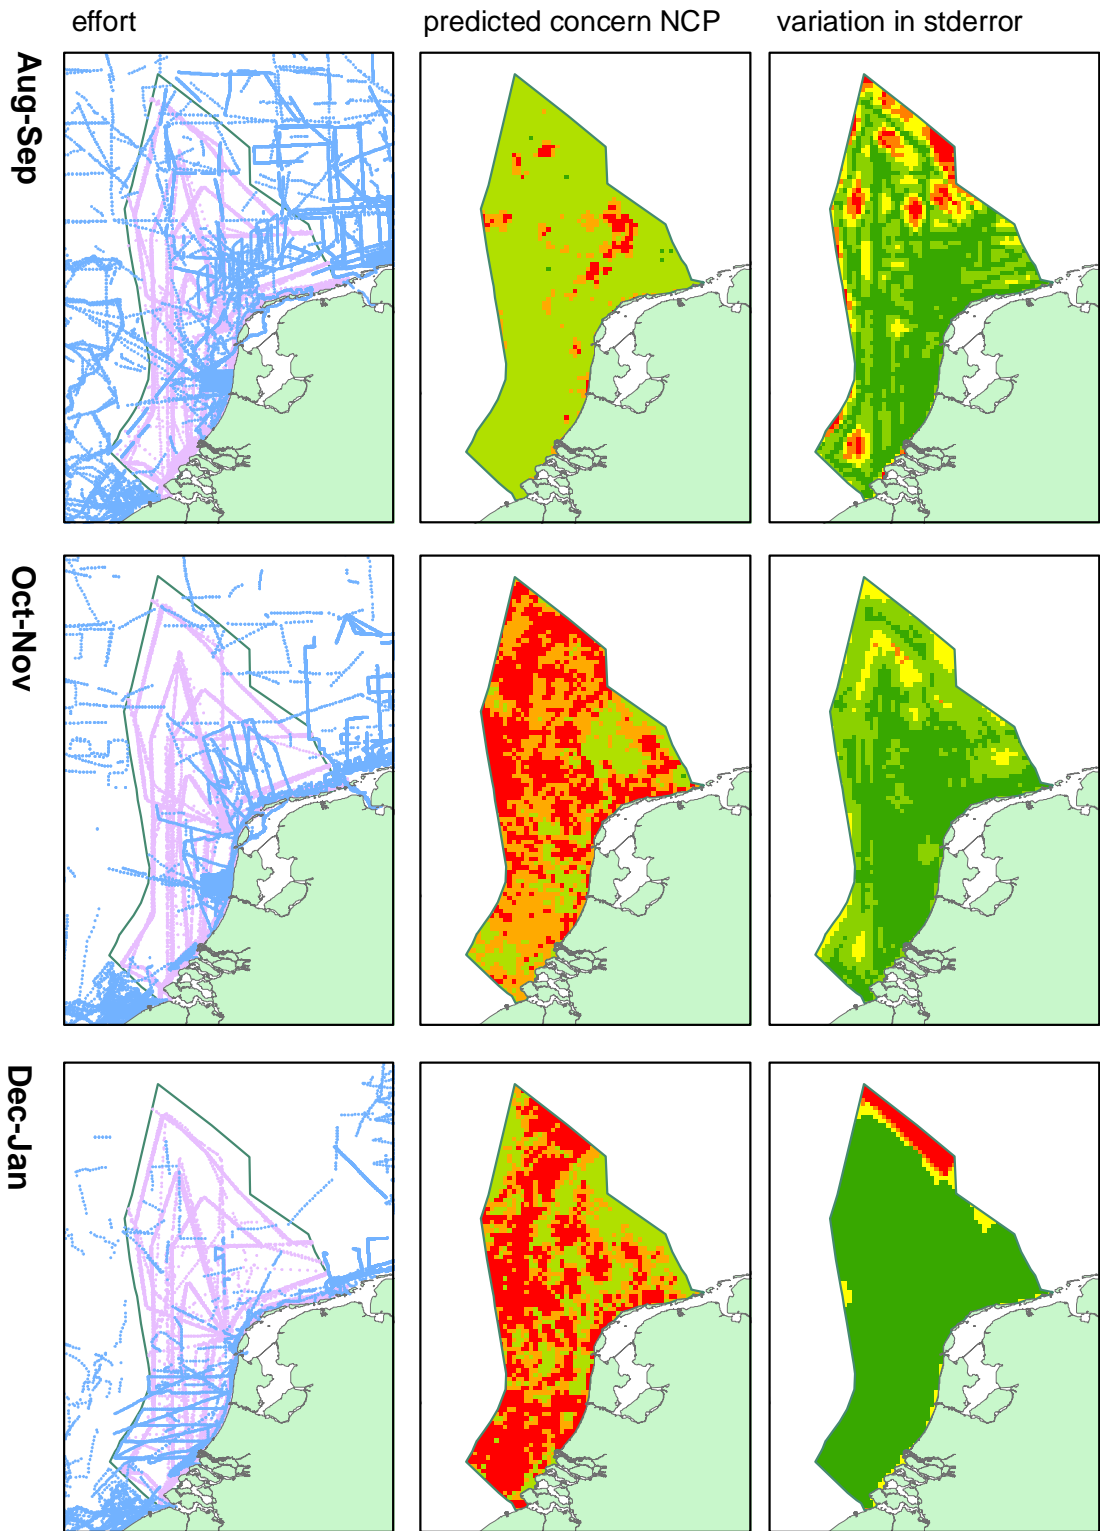 effort
predicted concern NCP
variation in stderror
Aug-Sep
Oct-Nov
Dec-Jan